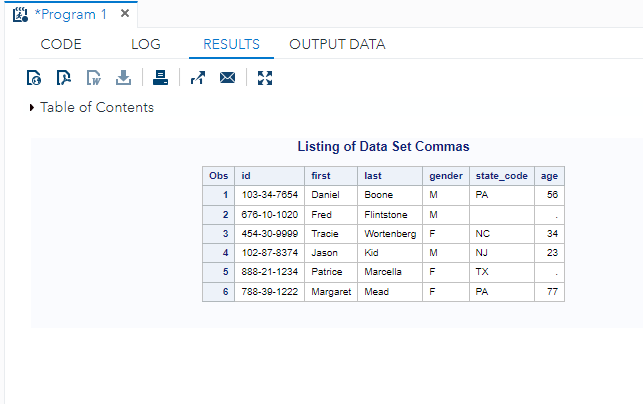 *Program 1 ×
CODE LOG RESULTS OUTPUT DATA
Table of Contents
Listing of Data Set Commas
Obs id first last gender state_code age
1 103-34-7654 Daniel Boone M PA 56
2 676-10-1020 Fred Flintstone M .
3 454-30-9999 Tracie Wortenberg F NC 34
4 102-87-8374 Jason Kid M NJ 23
5 888-21-1234 Patrice Marcella F TX .
6 788-39-1222 Margaret Mead F PA 77